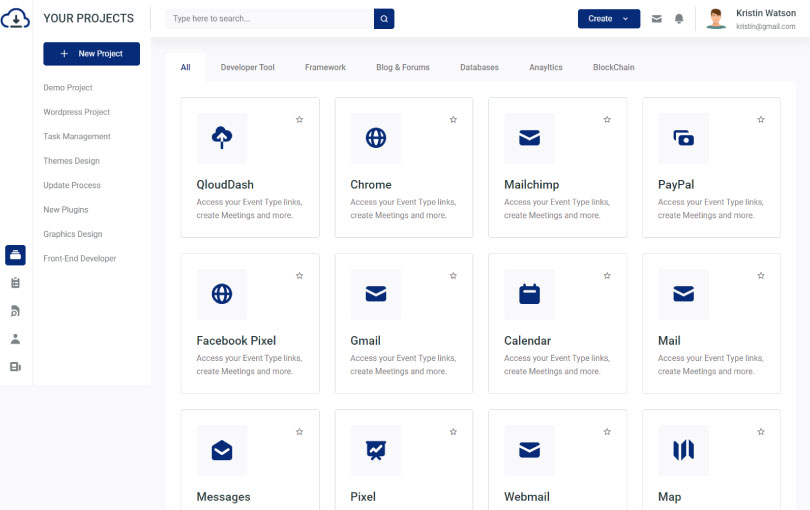 YOUR PROJECTS
Type here to search...
Create
Kristin Watson
kristin@gmail.com
New Project
Demo Project
Wordpress Project
Task Management
Themes Design
Update Process
New Plugins
Graphics Design
Front-End Developer
All
Developer Tool
Framework
Blog & Forums
Databases
Anayltics
BlockChain
QloudDash
Access your Event Type links,
create Meetings and more.
Chrome
Access your Event Type links,
create Meetings and more.
Mailchimp
Access your Event Type links,
create Meetings and more.
PayPal
Access your Event Type links,
create Meetings and more.
Facebook Pixel
Access your Event Type links,
create Meetings and more.
Gmail
Access your Event Type links,
create Meetings and more.
Calendar
Access your Event Type links,
create Meetings and more.
Mail
Access your Event Type links,
create Meetings and more.
Messages
Pixel
Webmail
Map